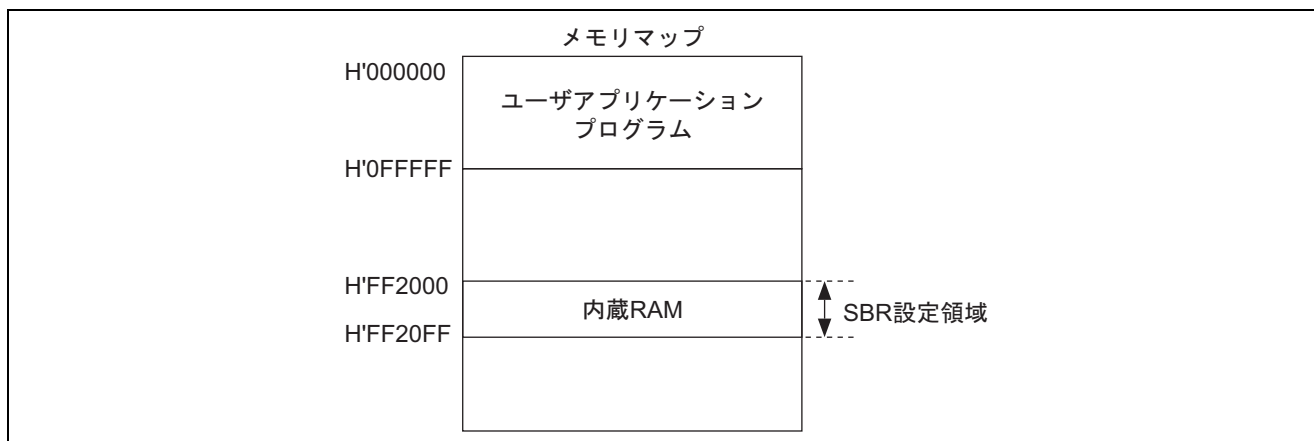 メモリマップ
H'000000
ユーザアプリケーション
プログラム
H'0FFFFF
H'FF2000
内蔵RAM
SBR設定領域
H'FF20FF